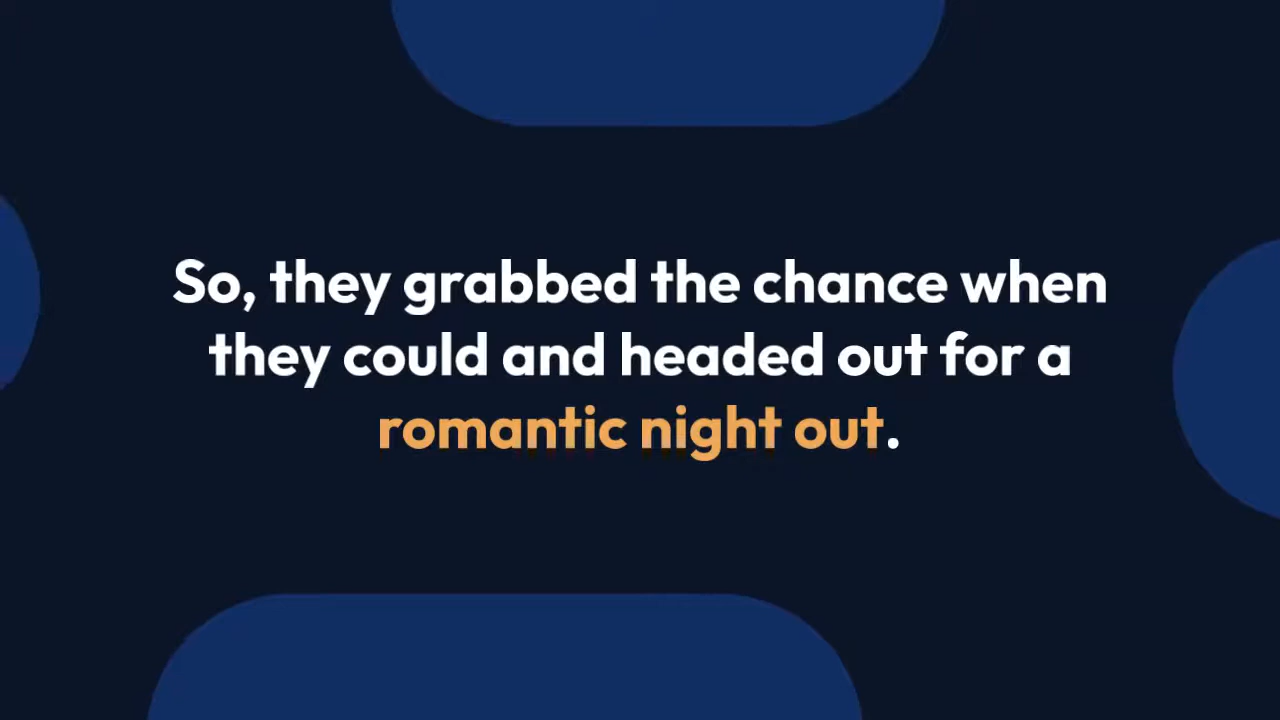 So, they grabbed the chance when
they could and headed out for a
romantic night out.